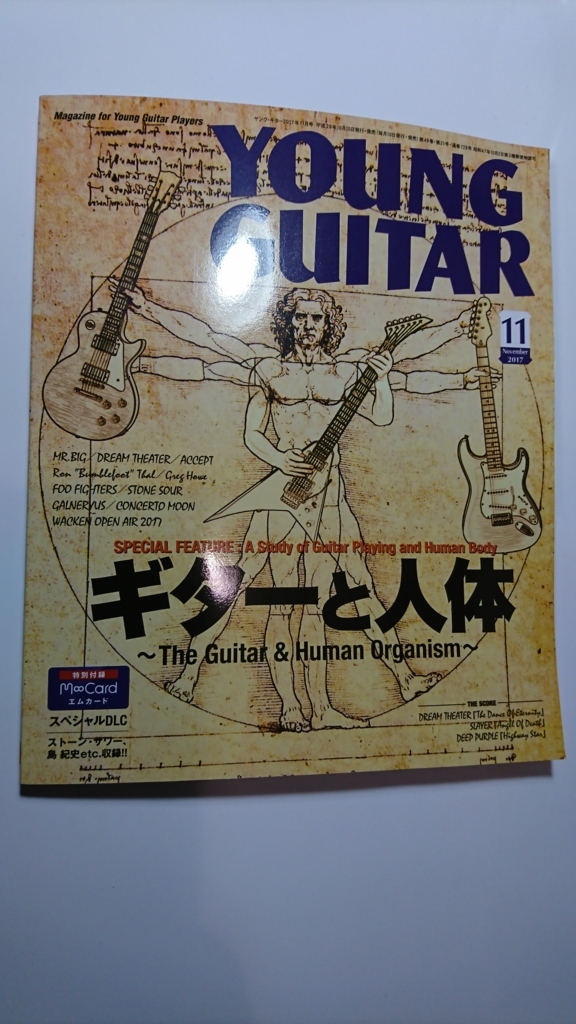 Magazine for Young Guitar Players
YOUNG
GUITAR
11
November
2017
MR.BIG/DREAM THEATER/ACCEPT
Ron "Bumblefoot" Thal/Greg Howe
FOO FIGHTERS/STONE SOUR
GALNERYUS/CONCERTO MOON
WACKEN OPEN AIR 2017
SPECIAL FEATURE: A Study of Guitar Playing and Human Body
ギターと人体
～The Guitar & Human Organism～
特別付録
M∞Card
エムカード
スペシャルDLC
ストーン・サワー、
島 紀史etc.収録!!
THE SCORE
DREAM THEATER [The Dance Of Eternity]
SLAYER [Angel Of Death]
DEEP PURPLE [Highway Star]